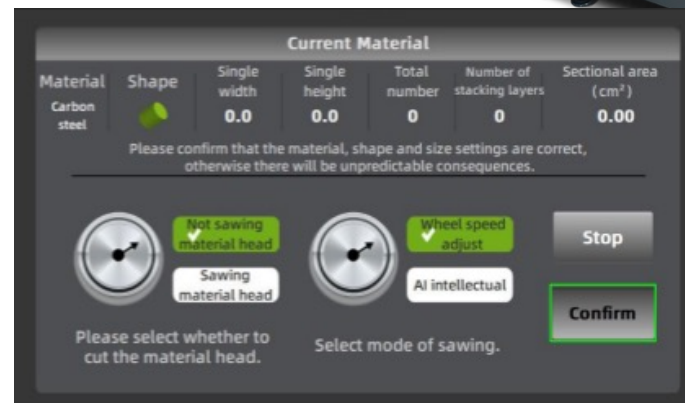 Current Material
Material
Carbon
steel
Shape
Single
width
0.0
Single
height
0.0
Total
number
0
Number of
stacking layers
0
Sectional area
(cm²)
0.00
Please confirm that the material, shape and size settings are correct,
otherwise there will be unpredictable consequences.
Not sawing
material head
Sawing
material head
Please select whether to
cut the material head.
Wheel speed
adjust
AI intellectual
Select mode of sawing.
Stop
Confirm